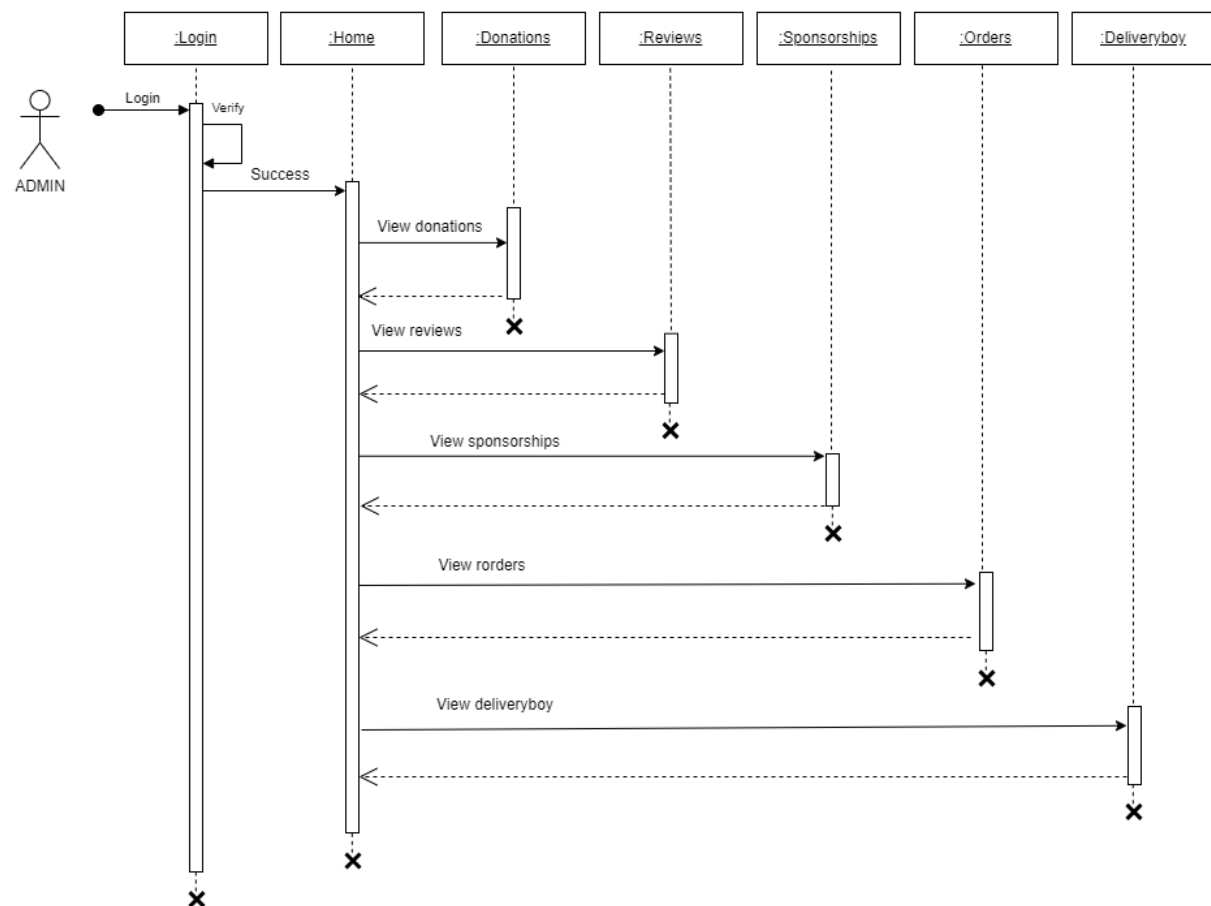 :Login
:Home
:Donations
:Reviews
:Sponsorships
:Orders
:Deliveryboy
Login
Verify
ADMIN
Success
View donations
View reviews
View sponsorships
View rorders
View deliveryboy